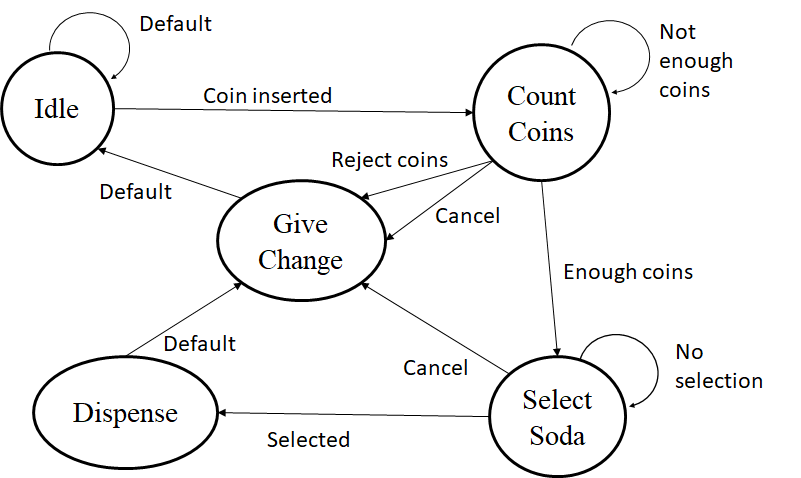 Default
Idle
Coin inserted
Count
Coins
Not
enough
coins
Reject coins
Default
Cancel
Give
Change
Enough coins
Default
Cancel
No
selection
Dispense
Selected
Select
Soda